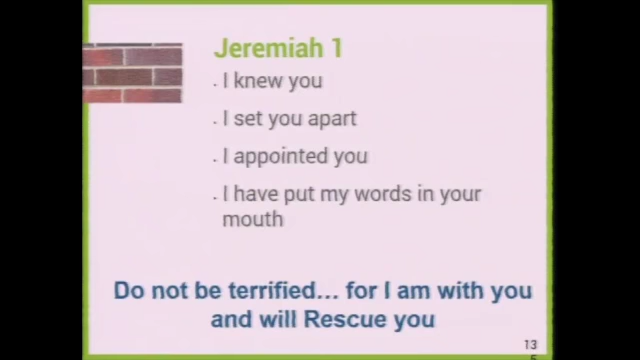 Jeremiah 1
. I knew you
. I set you apart
. I appointed you
. I have put my words in your
mouth
Do not be terrified... for I am with you
and will Rescue you
13
5